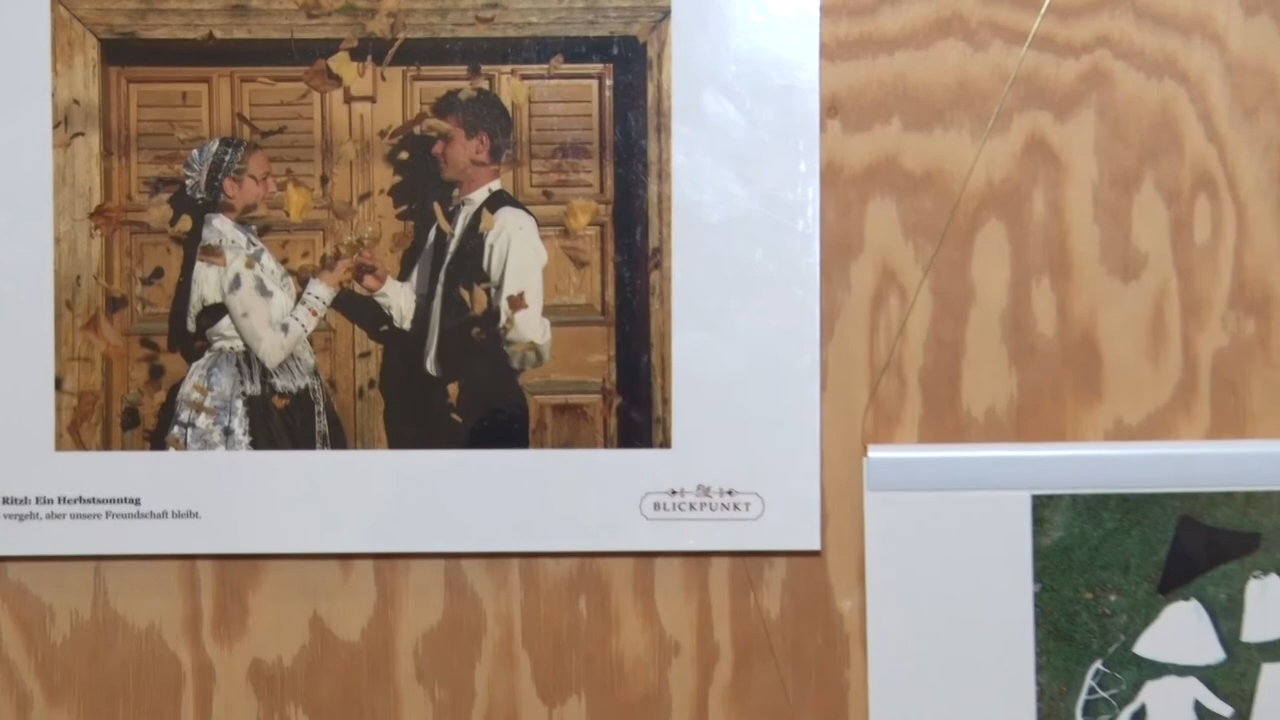 Ritzl: Ein Herbstsonntag
vergeht, aber unsere Freundschaft bleibt.
BLICKPUNKT